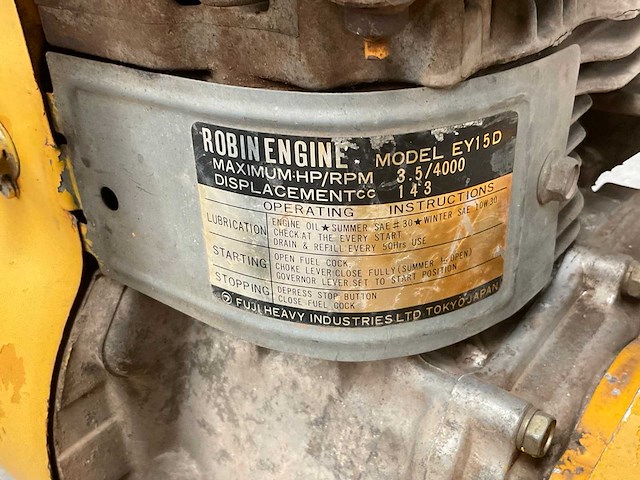 ROBIN ENGINE. MODEL EY15D
MAXIMUM·HP/RPM 3.5/4000
DISPLACEMENT CC 143
OPERATING INSTRUCTIONS
LUBRICATION
ENGINE OIL★SUMMER SAE #30★WINTER SAE 10W30
CHECK AT THE EVERY START
DRAIN & REFILL EVERY 50Hrs USE
STARTING
OPEN FUEL COCK
CHOKE LEVER:CLOSE FULLY(SUMMER ½ OPEN)
GOVERNOR LEVER:SET TO START POSITION
STOPPING
DEPRESS STOP BUTTON
CLOSE FUEL COCK
FUJI HEAVY INDUSTRIES LTD TOKYO JAPAN